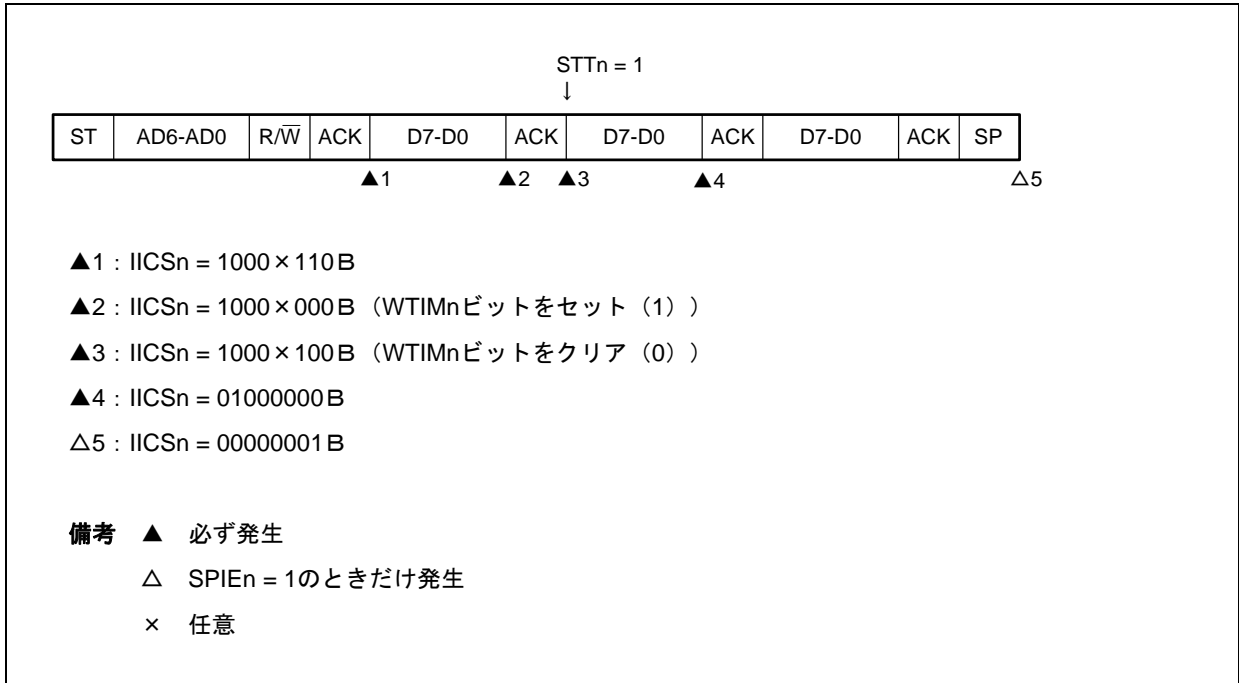 STTn = 1
↓
ST AD6-AD0 R/W̅ ACK D7-D0 ACK D7-D0 ACK D7-D0 ACK SP
▲1 ▲2 ▲3 ▲4 △5
▲1：IICSn = 1000×110B
▲2：IICSn = 1000×000B（WTIMnビットをセット（1））
▲3：IICSn = 1000×100B（WTIMnビットをクリア（0））
▲4：IICSn = 01000000B
△5：IICSn = 00000001B
備考 ▲ 必ず発生
△ SPIEn = 1のときだけ発生
× 任意